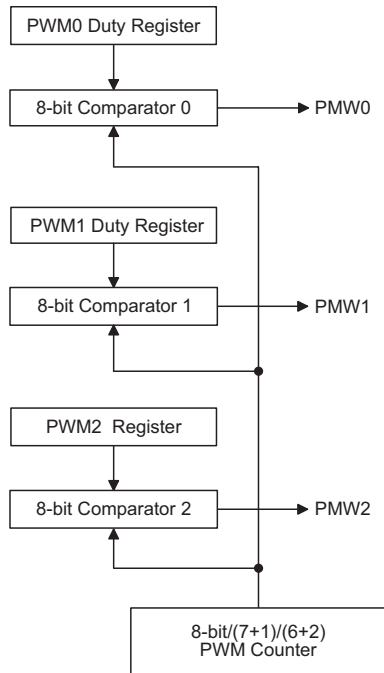 PWM0 Duty Register
8-bit Comparator 0
PMW0
PWM1 Duty Register
8-bit Comparator 1
PMW1
PWM2 Register
8-bit Comparator 2
PMW2
8-bit/(7+1)/(6+2)
PWM Counter